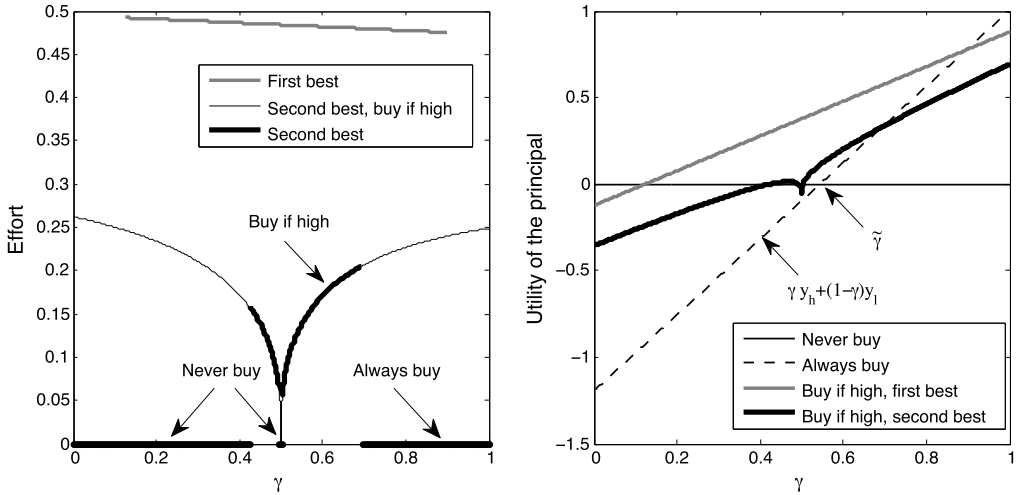 0.5
0.45
0.4
0.35
0.3
0.25
0.2
0.15
0.1
0.05
0
Effort
First best
Second best, buy if high
Second best
Buy if high
Never buy
Always buy
0
0.2
0.4
0.6
0.8
1
γ
1
0.5
0
−0.5
−1
−1.5
Utility of the principal
γ̃
γ yh+(1−γ)yl
Never buy
Always buy
Buy if high, first best
Buy if high, second best
0
0.2
0.4
0.6
0.8
1
γ